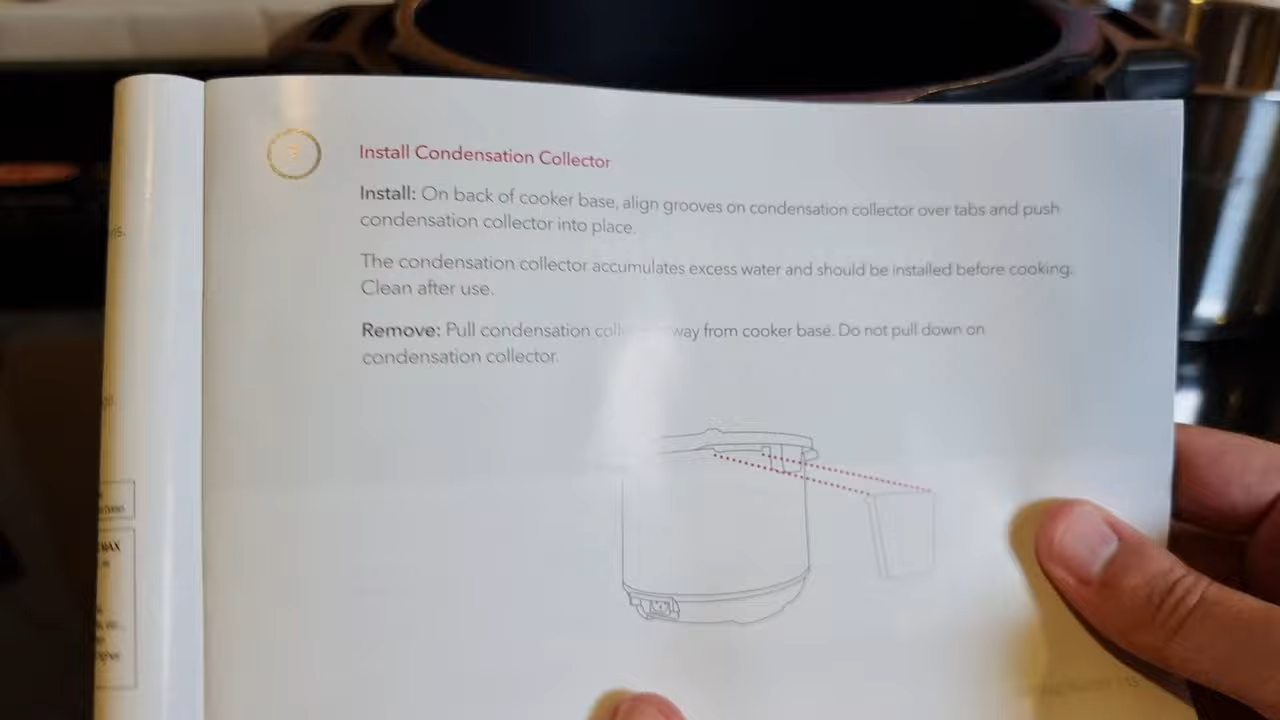 Install Condensation Collector
Install: On back of cooker base, align grooves on condensation collector over tabs and push
condensation collector into place.
The condensation collector accumulates excess water and should be installed before cooking.
Clean after use.
Remove: Pull condensation coll way from cooker base. Do not pull down on
condensation collector.
MAX